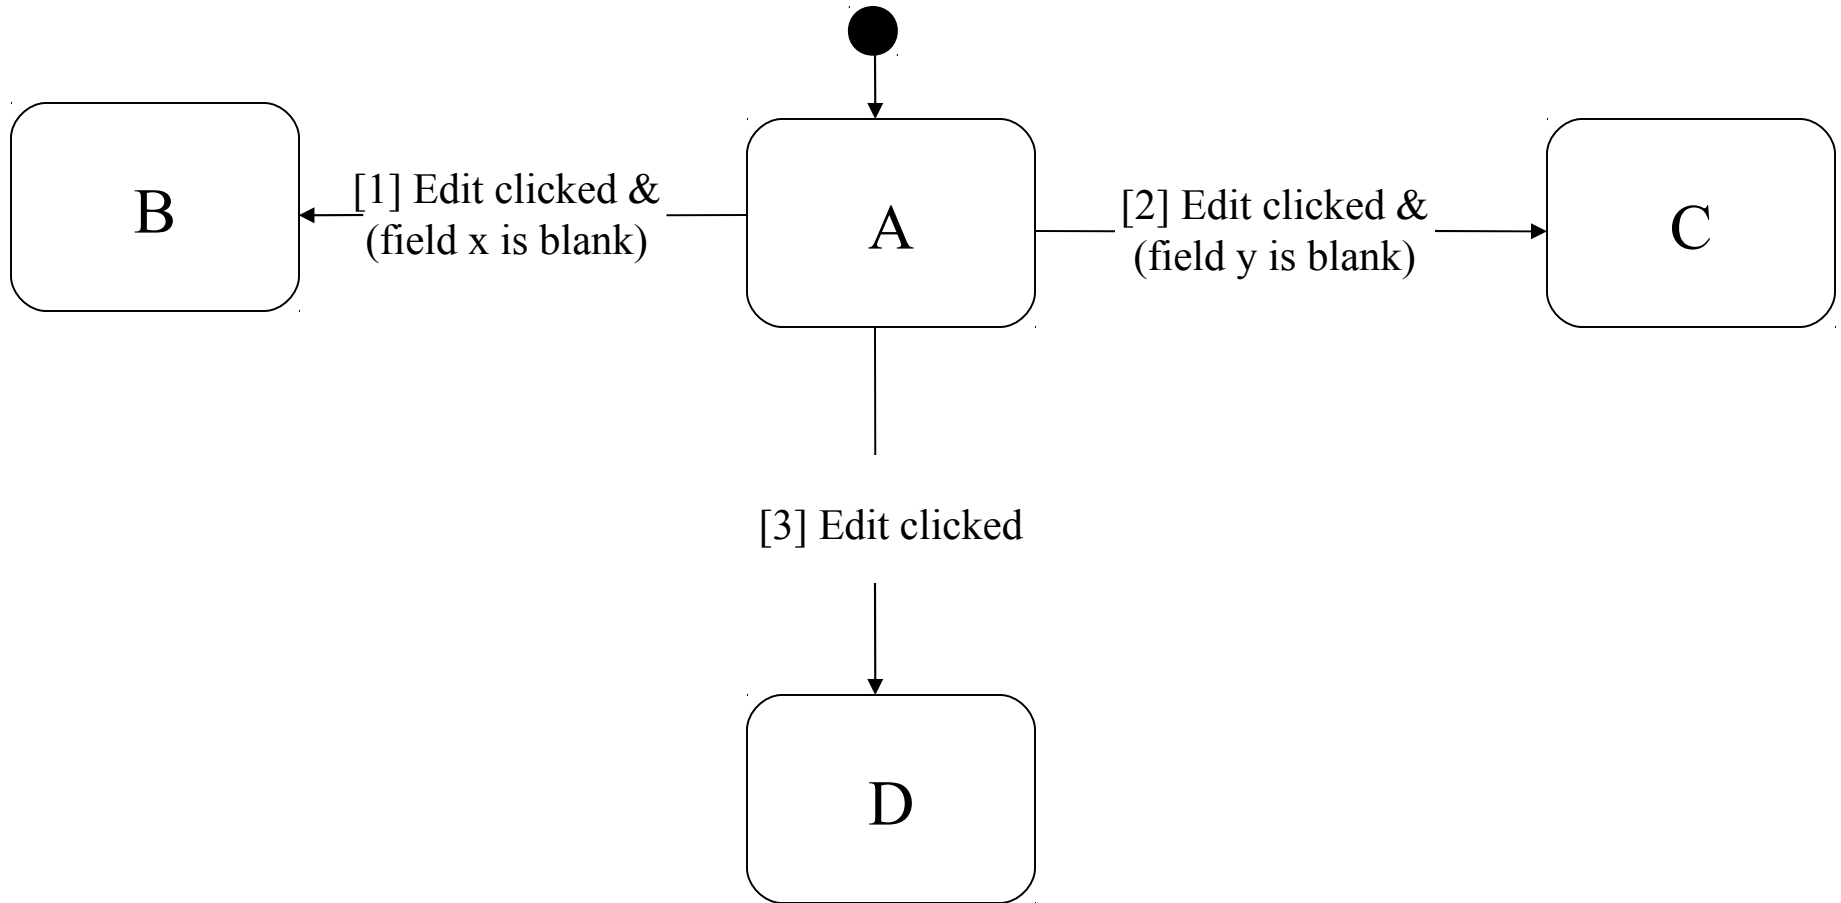 B
[1] Edit clicked &
(field x is blank)
A
[2] Edit clicked &
(field y is blank)
C
[3] Edit clicked
D